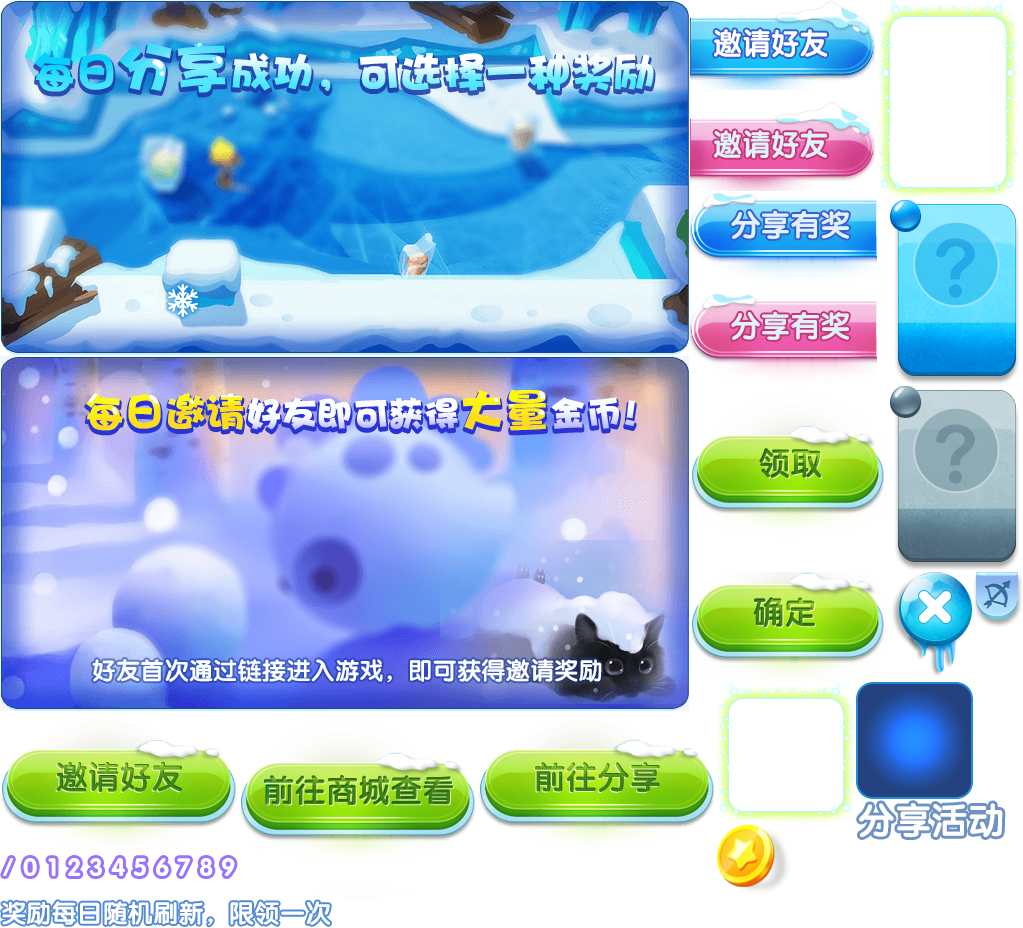 每日分享成功，可选择一种奖励
邀请好友
邀请好友
分享有奖
?
分享有奖
每日邀请好友即可获得大量金币！
?
领取
确定
好友首次通过链接进入游戏，即可获得邀请奖励
邀请好友
前往商城查看
前往分享
分享活动
/0123456789
奖励每日随机刷新，限领一次